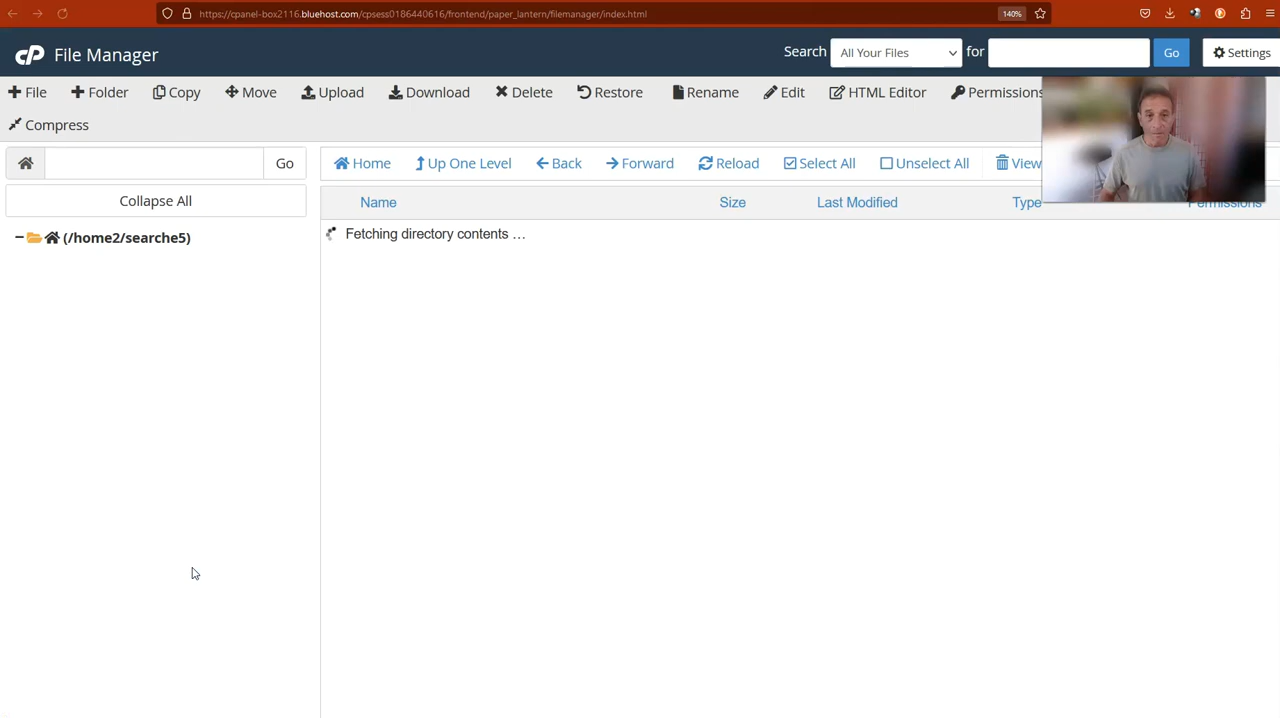 https://cpanel-box2116.bluehost.com/cpsess0186440616/frontend/paper_lantern/filemanager/index.html 140%
cP File Manager Search All Your Files for Go Settings
File Folder Copy Move Upload Download Delete Restore Rename Edit HTML Editor Permissions
Compress
Go Home Up One Level Back Forward Reload Select All Unselect All View
Collapse All
Name Size Last Modified Type Permissions
(/home2/searche5)
Fetching directory contents …